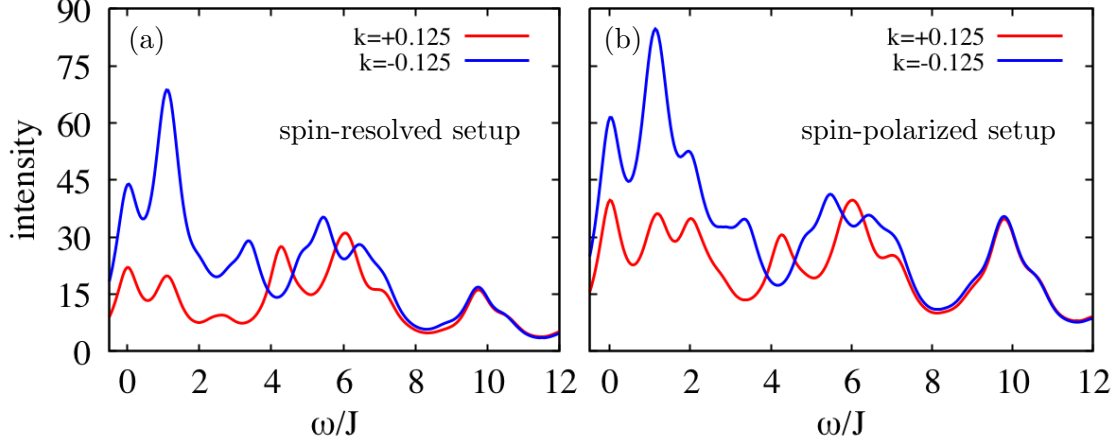 90
75
60
45
30
15
0
intensity
(a)
k=+0.125
k=-0.125
spin-resolved setup
0 2 4 6 8 10 12
ω/J
(b)
k=+0.125
k=-0.125
spin-polarized setup
0 2 4 6 8 10 12
ω/J